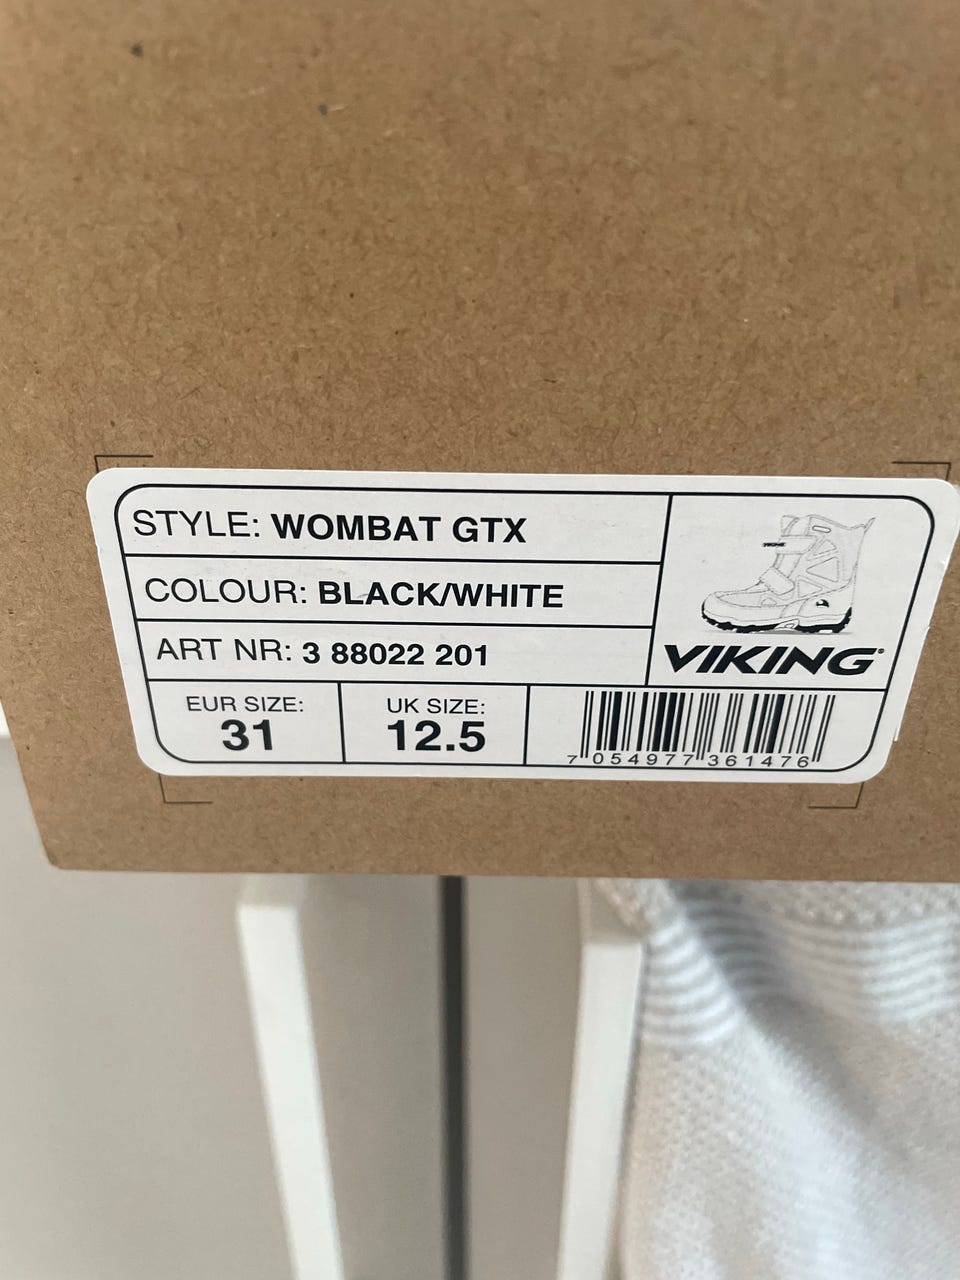 STYLE: WOMBAT GTX
COLOUR: BLACK/WHITE
ART NR: 3 88022 201
VIKING
VIKING®
EUR SIZE:
31
UK SIZE:
12.5
7 054977 361476